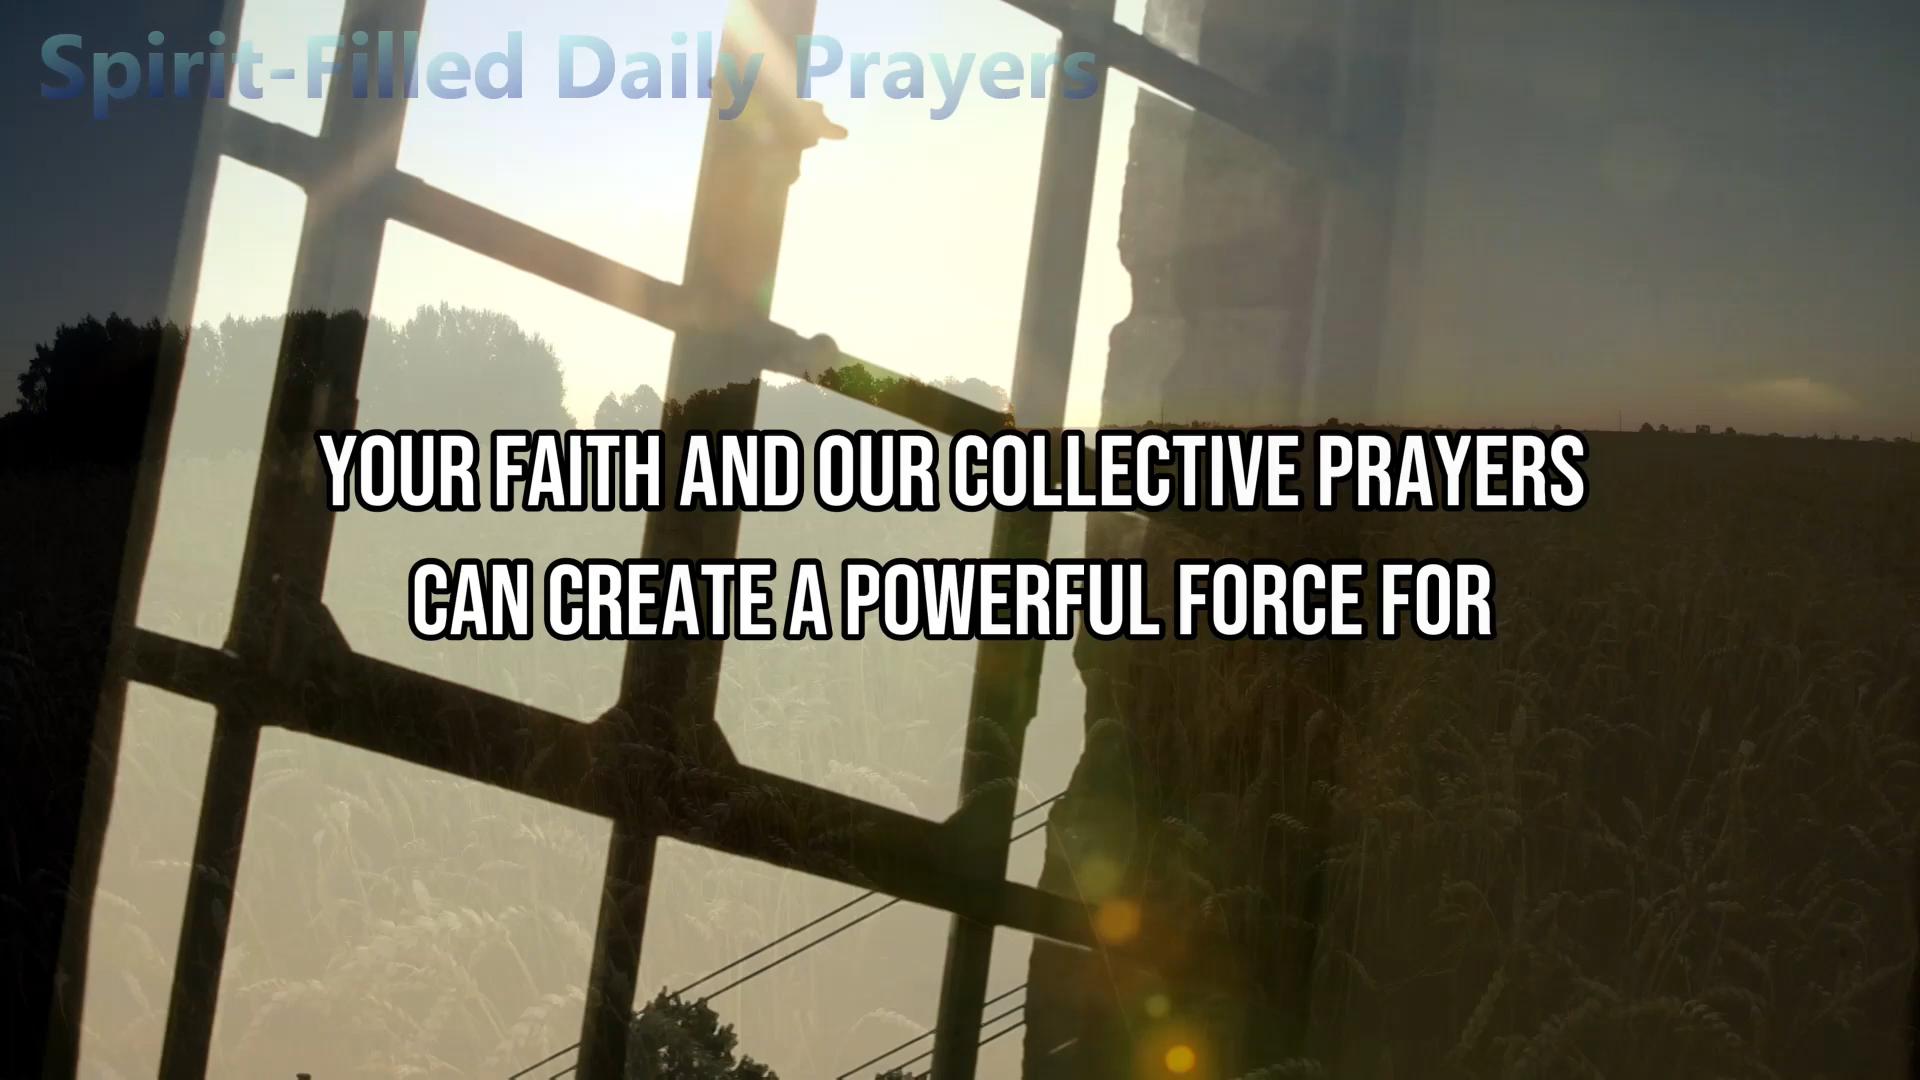 Spirit-Filled Daily Prayers
YOUR FAITH AND OUR COLLECTIVE PRAYERS
CAN CREATE A POWERFUL FORCE FOR